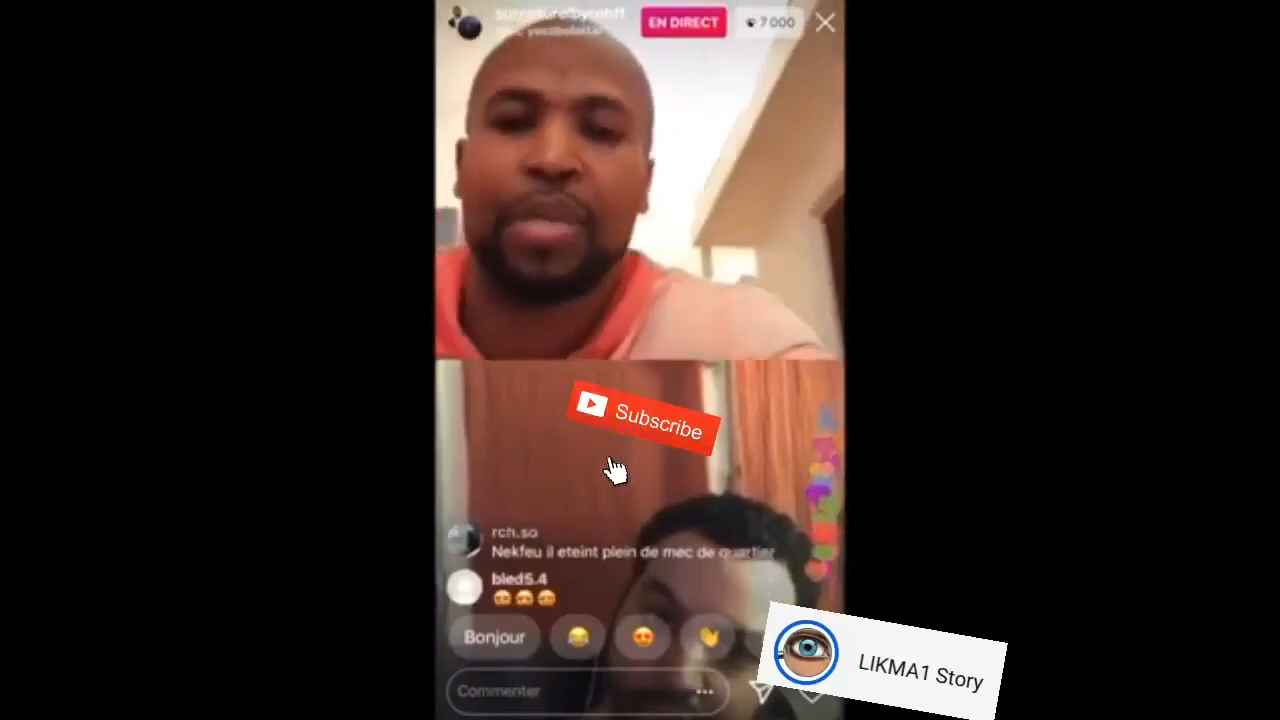 EN DIRECT
7 000
Subscribe
rch.so
Nekfeu il eteint plein de mec de quartier
bled5.4
Bonjour
Commenter
LIKMA1 Story